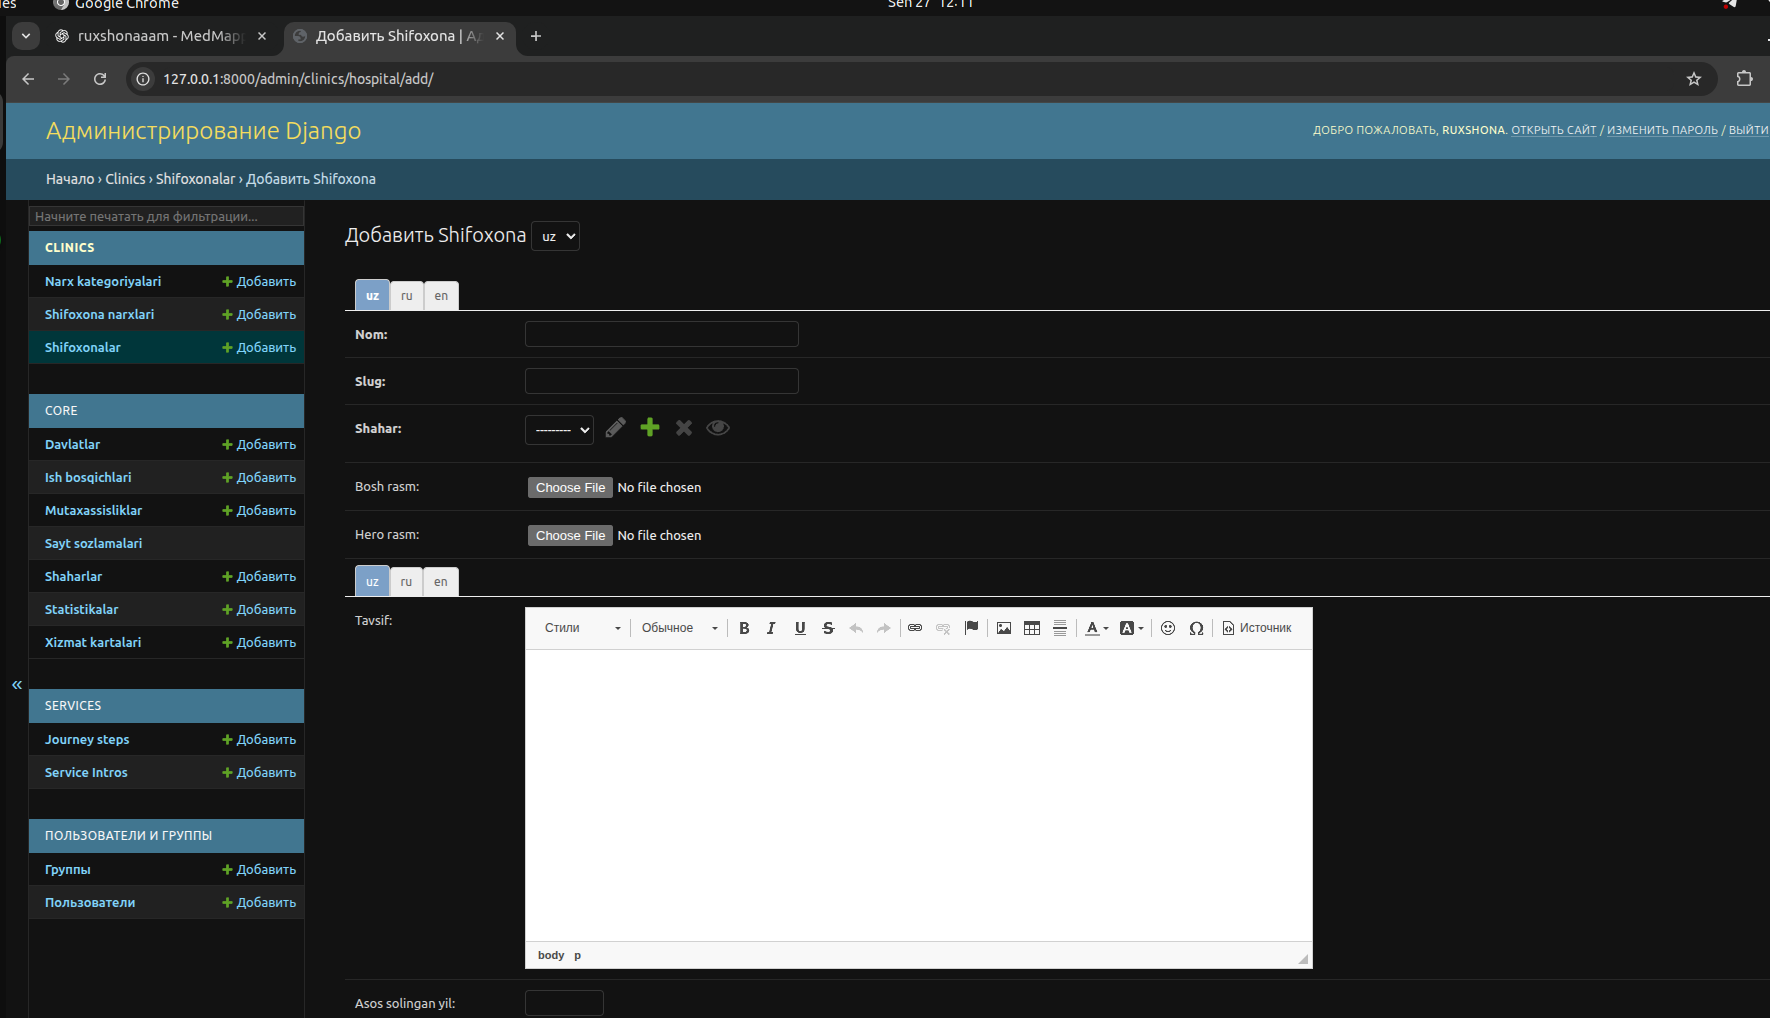 Google Chrome
Sen 27 12:11
ruxshonaaam - MedMap
Добавить Shifoxona | А
127.0.0.1:8000/admin/clinics/hospital/add/
Администрирование Django
ДОБРО ПОЖАЛОВАТЬ, RUXSHONA. ОТКРЫТЬ САЙТ / ИЗМЕНИТЬ ПАРОЛЬ / ВЫЙТИ
Начало › Clinics › Shifoxonalar › Добавить Shifoxona
Начните печатать для фильтрации...
CLINICS
Narx kategoriyalari Добавить
Shifoxona narxlari Добавить
Shifoxonalar Добавить
CORE
Davlatlar Добавить
Ish bosqichlari Добавить
Mutaxassisliklar Добавить
Sayt sozlamalari
Shaharlar Добавить
Statistikalar Добавить
Xizmat kartalari Добавить
«
SERVICES
Journey steps Добавить
Service Intros Добавить
ПОЛЬЗОВАТЕЛИ И ГРУППЫ
Группы Добавить
Пользователи Добавить
Добавить Shifoxona uz
uz ru en
Nom:
Slug:
Shahar: ---------
Bosh rasm: Choose File No file chosen
Hero rasm: Choose File No file chosen
uz ru en
Tavsif:
Стили Обычное B I U S Ω Источник
body p
Asos solingan yil: